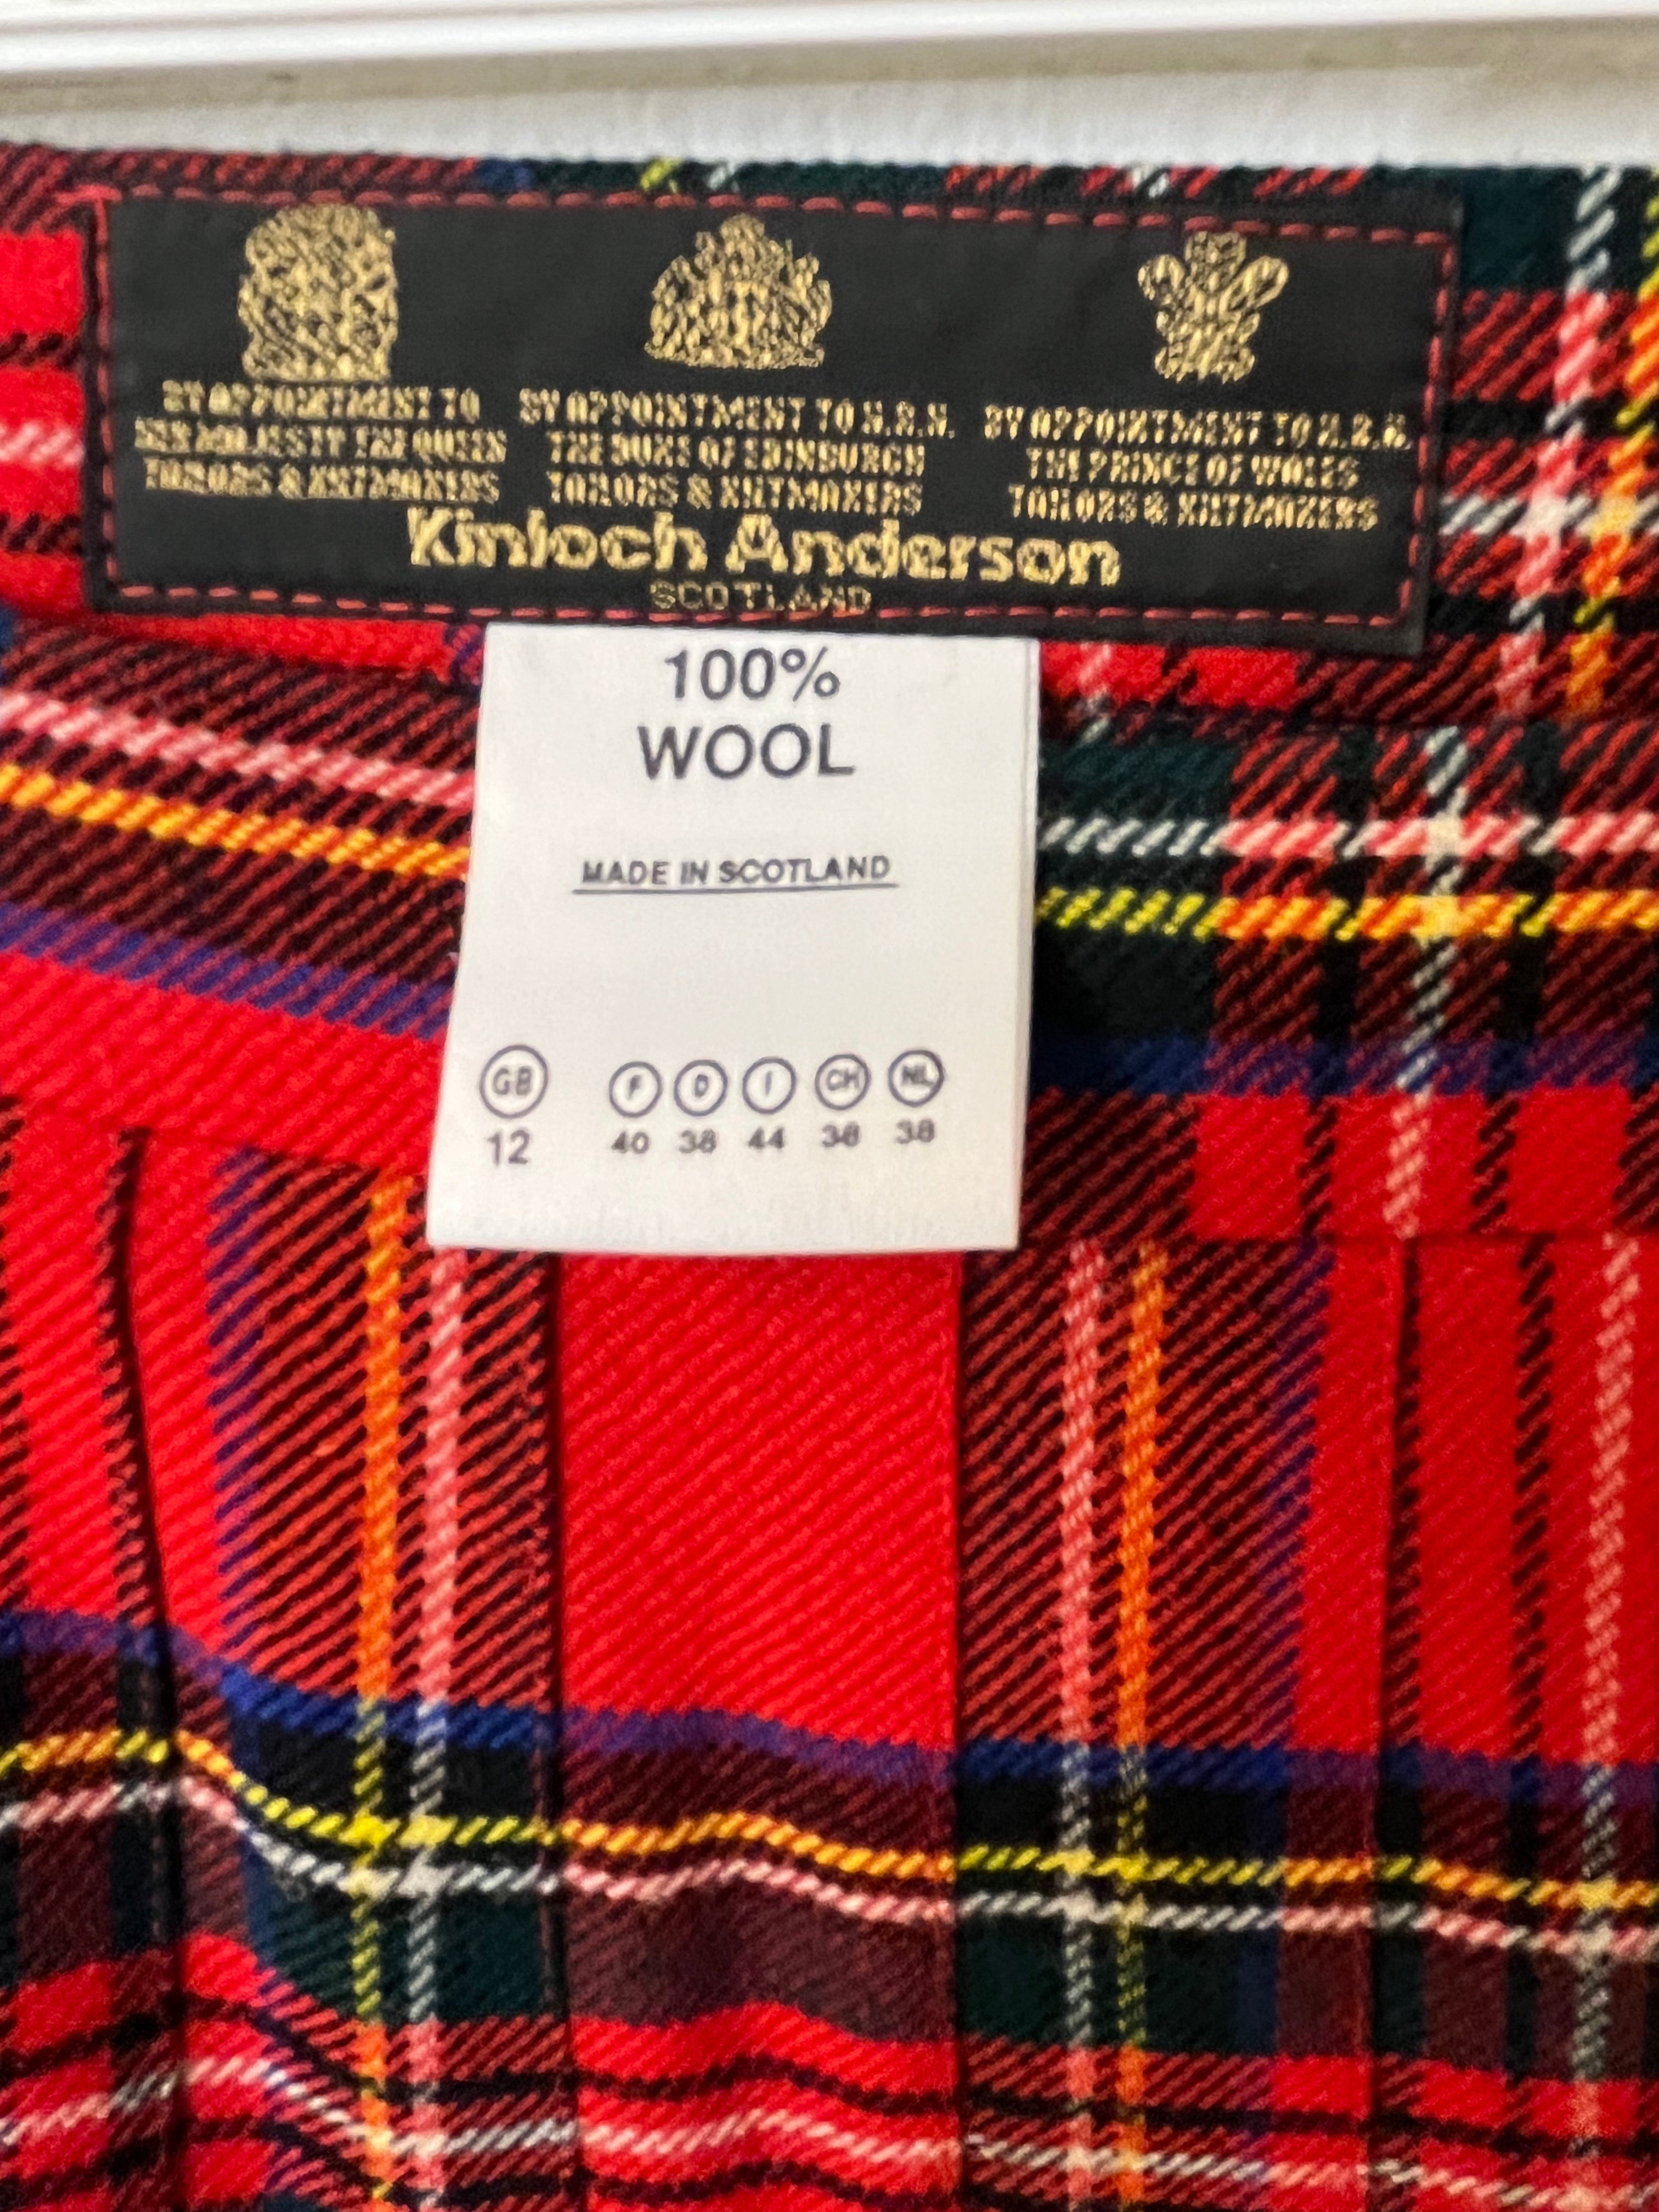 BY APPOINTMENT TO
HER MAJESTY THE QUEEN
TAILORS & KILTMAKERS
BY APPOINTMENT TO H.R.H.
THE DUKE OF EDINBURGH
TAILORS & KILTMAKERS
BY APPOINTMENT TO H.R.H.
THE PRINCE OF WALES
TAILORS & KILTMAKERS
Kinloch Anderson
SCOTLAND
100%
WOOL
MADE IN SCOTLAND
GB F D I CH NL
12 40 38 44 38 38